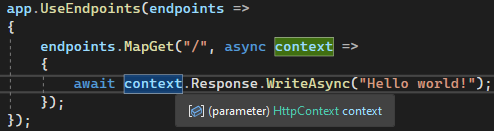 app.UseEndpoints(endpoints =>
{
    endpoints.MapGet("/", async context =>
    {
        await context.Response.WriteAsync("Hello world!");
    });
(parameter) HttpContext context
});